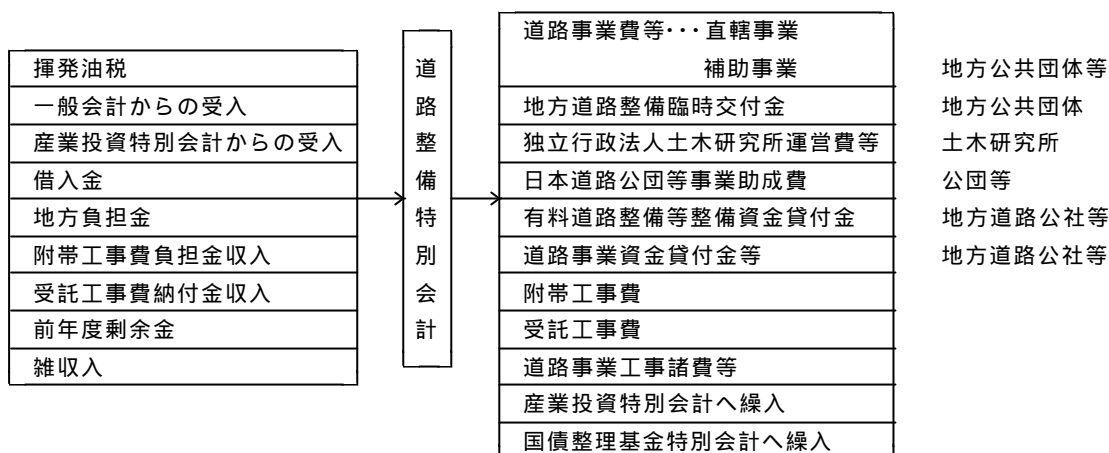 揮発油税
一般会計からの受入
産業投資特別会計からの受入
借入金
地方負担金
附帯工事費負担金収入
受託工事費納付金収入
前年度剰余金
雑収入
道路整備特別会計
道路事業費等・・・直轄事業
補助事業 地方公共団体等
地方道路整備臨時交付金 地方公共団体
独立行政法人土木研究所運営費等 土木研究所
日本道路公団等事業助成費 公団等
有料道路整備等整備資金貸付金 地方道路公社等
道路事業資金貸付金等 地方道路公社等
附帯工事費
受託工事費
道路事業工事諸費等
産業投資特別会計へ繰入
国債整理基金特別会計へ繰入